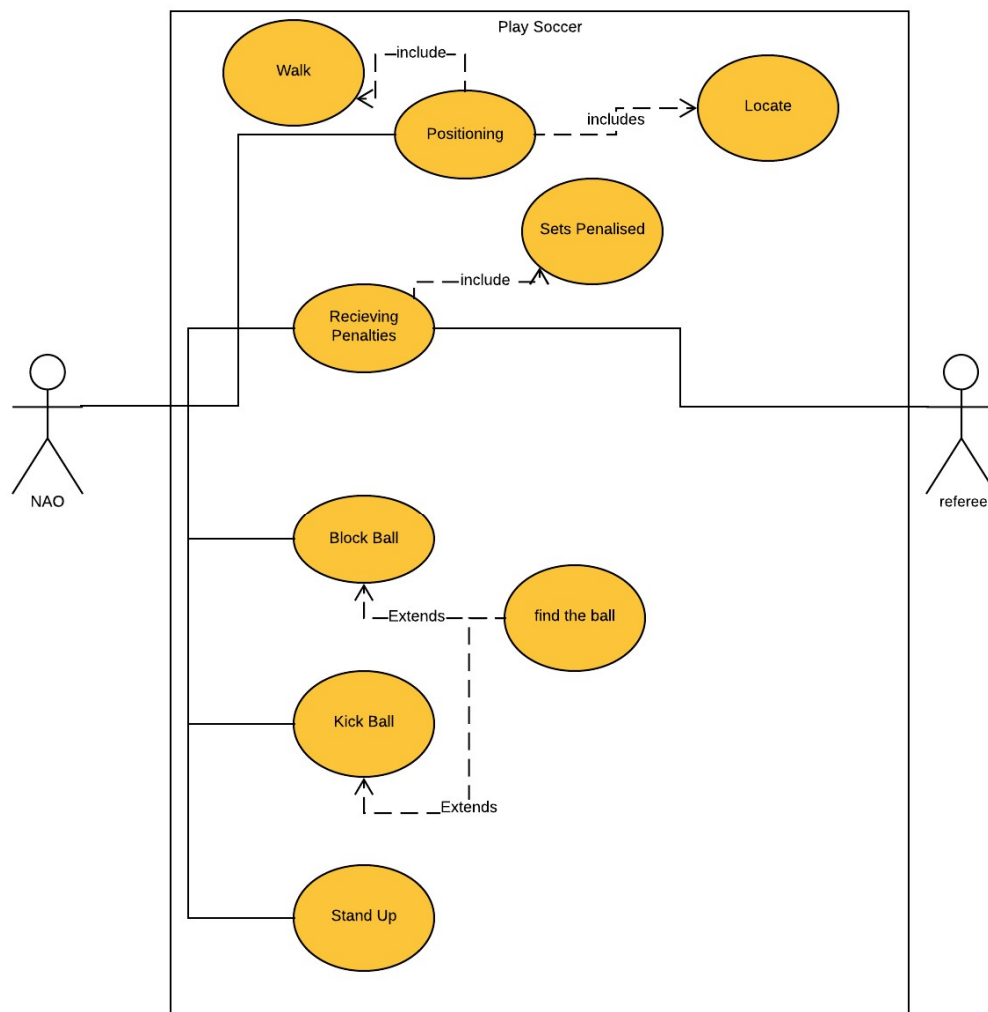 Play Soccer
include
Walk
Locate
includes
Positioning
Sets Penalised
include
Recieving
Penalties
NAO
referee
Block Ball
Extends
find the ball
Kick Ball
Extends
Stand Up